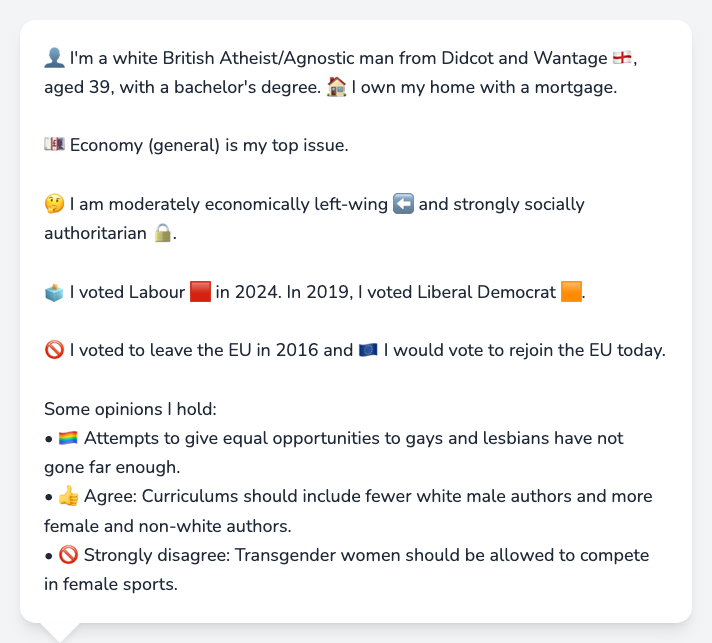 👤 I'm a white British Atheist/Agnostic man from Didcot and Wantage 🏴󠁧󠁢󠁥󠁮󠁧󠁿,
aged 39, with a bachelor's degree. 🏠 I own my home with a mortgage.
💷 Economy (general) is my top issue.
🤔 I am moderately economically left-wing ⬅️ and strongly socially
authoritarian 🔒.
🗳️ I voted Labour 🟥 in 2024. In 2019, I voted Liberal Democrat 🟧.
🚫 I voted to leave the EU in 2016 and 🇪🇺 I would vote to rejoin the EU today.
Some opinions I hold:
• 🏳️‍🌈 Attempts to give equal opportunities to gays and lesbians have not
gone far enough.
• 👍 Agree: Curriculums should include fewer white male authors and more
female and non-white authors.
• 🚫 Strongly disagree: Transgender women should be allowed to compete
in female sports.